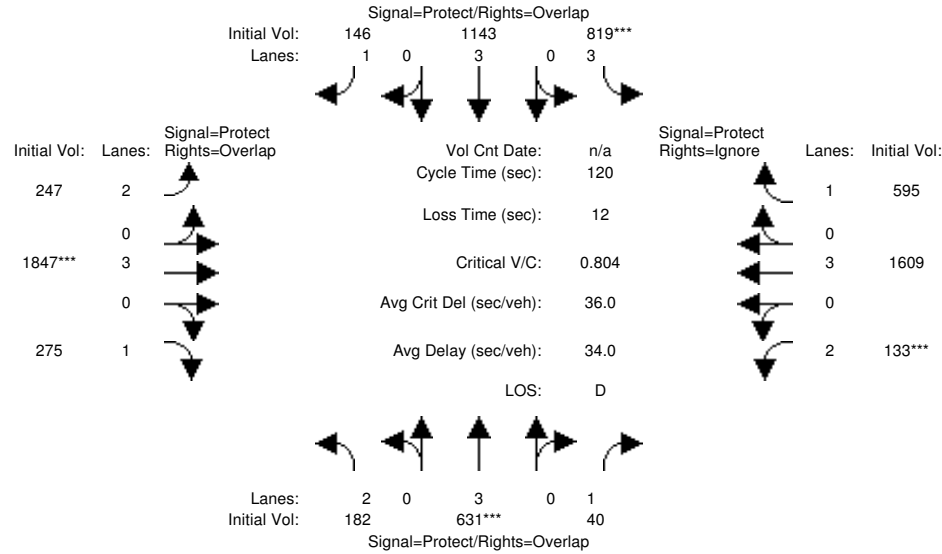 Signal=Protect/Rights=Overlap
Initial Vol: 146 1143 819***
Lanes: 1 0 3 0 3
Signal=Protect
Rights=Overlap
Signal=Protect
Rights=Ignore
Initial Vol: Lanes: Vol Cnt Date: n/a Lanes: Initial Vol:
Cycle Time (sec): 120
247 2 1 595
Loss Time (sec): 12
0 0
1847*** 3 Critical V/C: 0.804 3 1609
0 Avg Crit Del (sec/veh): 36.0 0
275 1 Avg Delay (sec/veh): 34.0 2 133***
LOS: D
Lanes: 2 0 3 0 1
Initial Vol: 182 631*** 40
Signal=Protect/Rights=Overlap